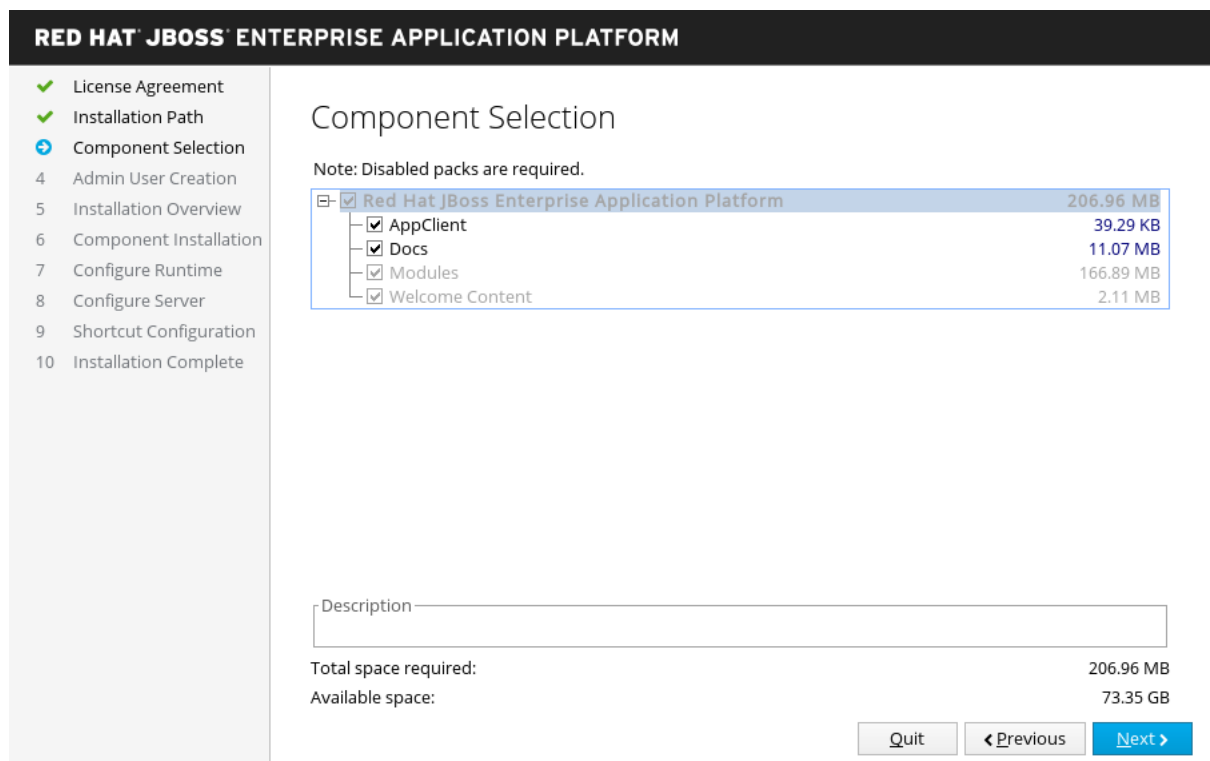 RED HAT JBOSS ENTERPRISE APPLICATION PLATFORM
License Agreement
Installation Path
Component Selection
4 Admin User Creation
5 Installation Overview
6 Component Installation
7 Configure Runtime
8 Configure Server
9 Shortcut Configuration
10 Installation Complete
Component Selection
Note: Disabled packs are required.
Red Hat JBoss Enterprise Application Platform 206.96 MB
AppClient 39.29 KB
Docs 11.07 MB
Modules 166.89 MB
Welcome Content 2.11 MB
Description
Total space required: 206.96 MB
Available space: 73.35 GB
Quit Previous Next